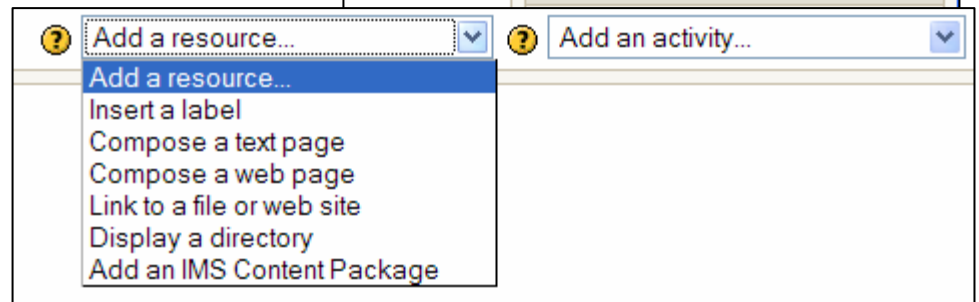 ? Add a resource... ? Add an activity...
Add a resource...
Insert a label
Compose a text page
Compose a web page
Link to a file or web site
Display a directory
Add an IMS Content Package